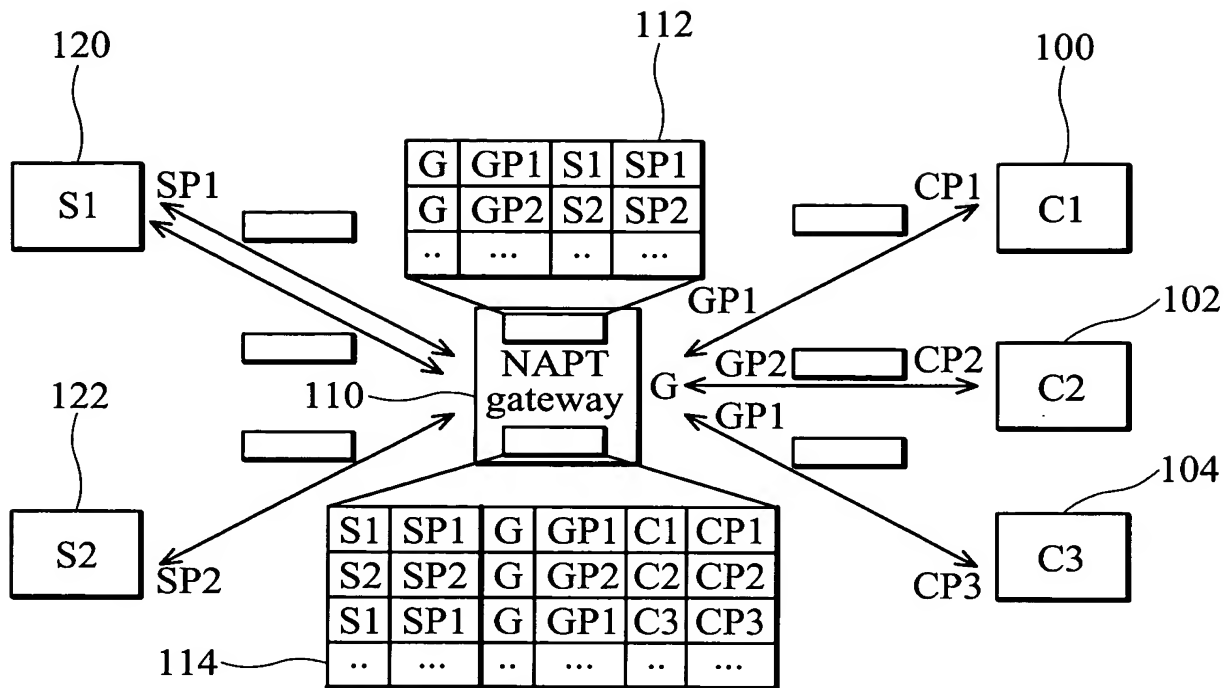 120
112
100
S1
SP1
G GP1 S1 SP1
G GP2 S2 SP2
.. ... .. ...
CP1
C1
GP1
102
NAPT
gateway
110
G
GP2
CP2
C2
GP1
122
104
S2
SP2
S1 SP1 G GP1 C1 CP1
S2 SP2 G GP2 C2 CP2
S1 SP1 G GP1 C3 CP3
.. ... .. ... .. ...
CP3
C3
114